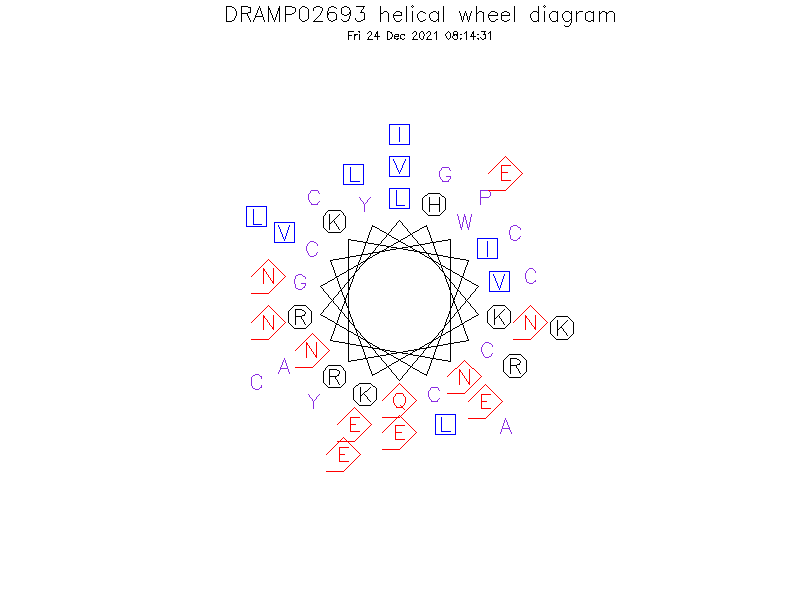 DRAMP02693 helical wheel diagram
Fri 24 Dec 2021 08:14:31
I
V
L G E
L H P
C Y W
K
L V C I C
N G V C
N R K N K
N C
A R N R
C Y K Q C E
E E L A
E